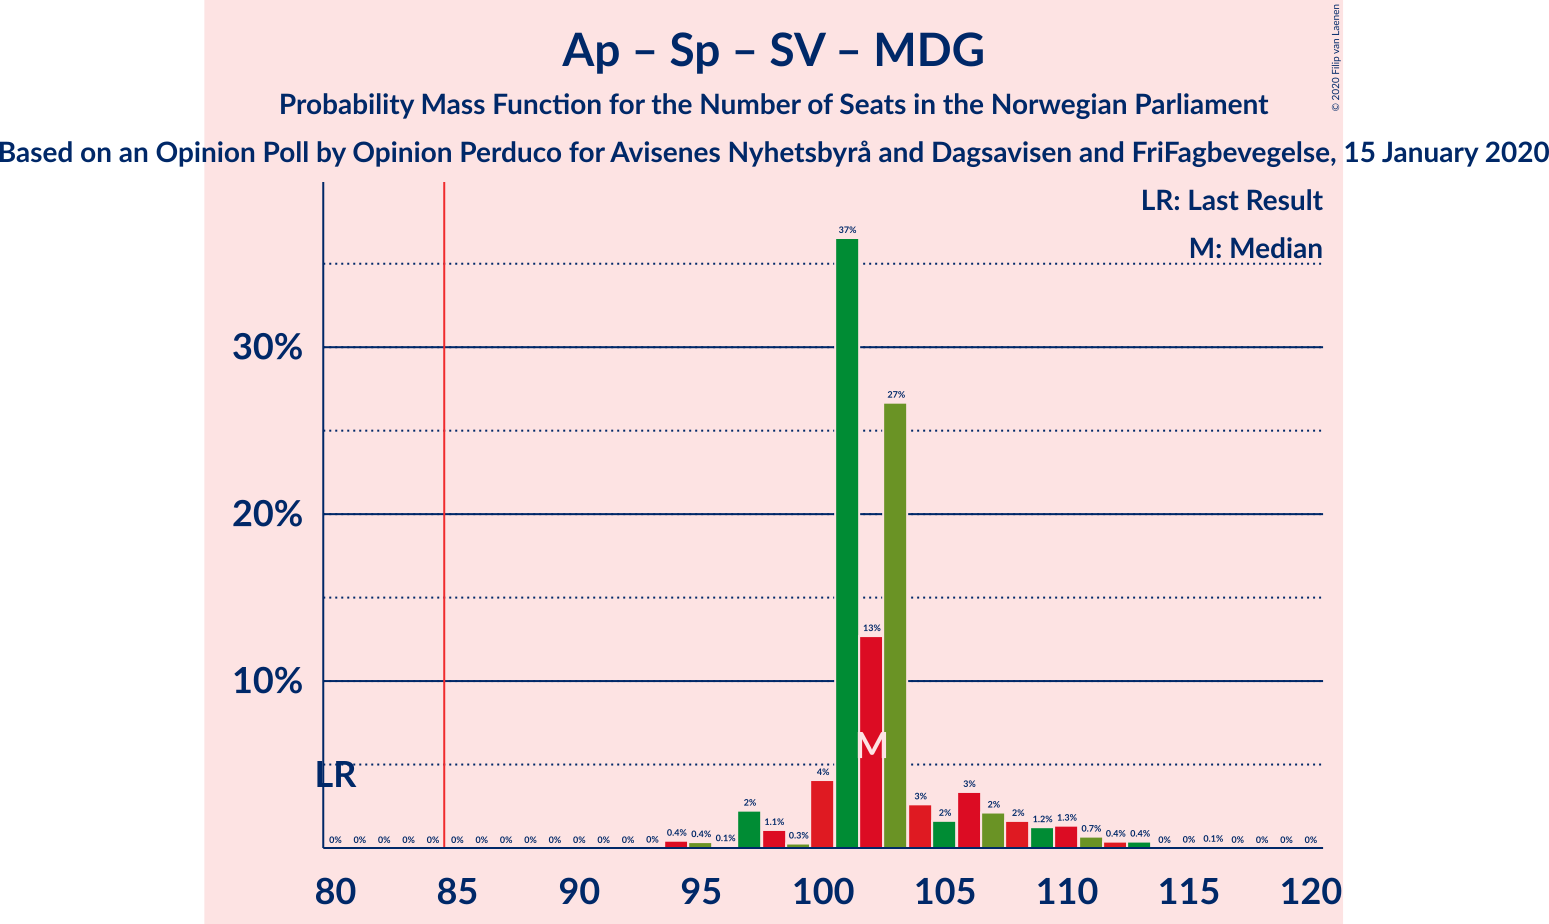 Ap – Sp – SV – MDG
Probability Mass Function for the Number of Seats in the Norwegian Parliament
Based on an Opinion Poll by Opinion Perduco for Avisenes Nyhetsbyrå and Dagsavisen and FriFagbevegelse, 15 January 2020
© 2020 Filip van Laenen
LR: Last Result
M: Median
37%
30%
27%
20%
13%
10%
M
LR
0% 0% 0% 0% 0% 0% 0% 0% 0% 0% 0% 0% 0% 0% 0.4% 0.4% 0.1% 2% 1.1% 0.3% 4% 3% 2% 3% 2% 2% 1.2% 1.3% 0.7% 0.4% 0.4% 0% 0% 0.1% 0% 0% 0% 0%
80 85 90 95 100 105 110 115 120